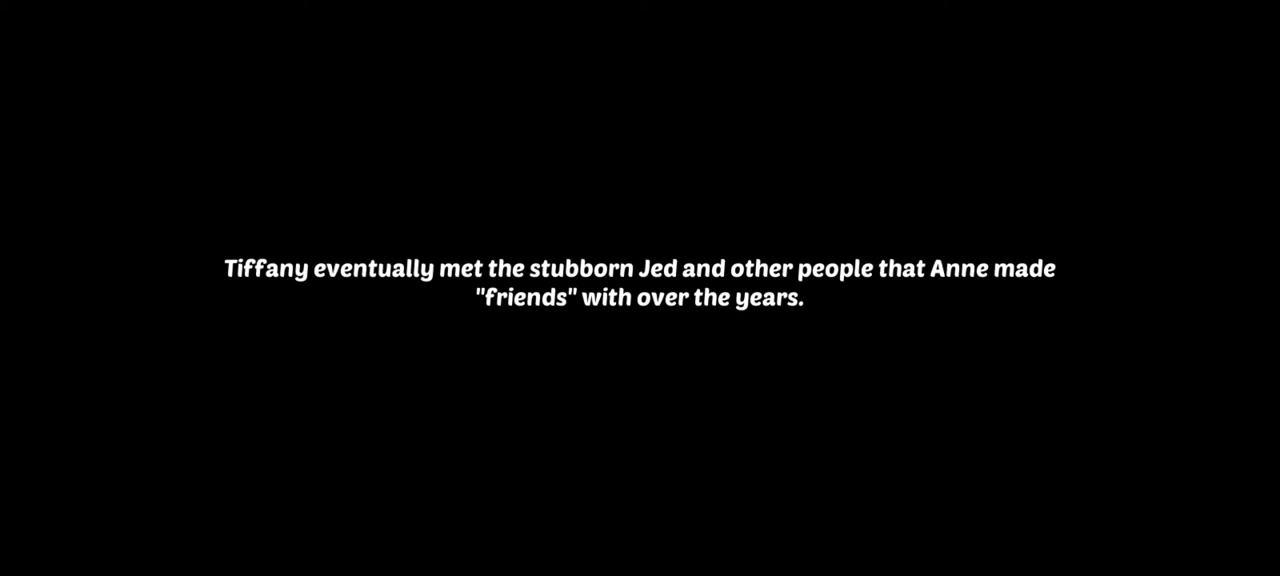 Tiffany eventually met the stubborn Jed and other people that Anne made
"friends" with over the years.